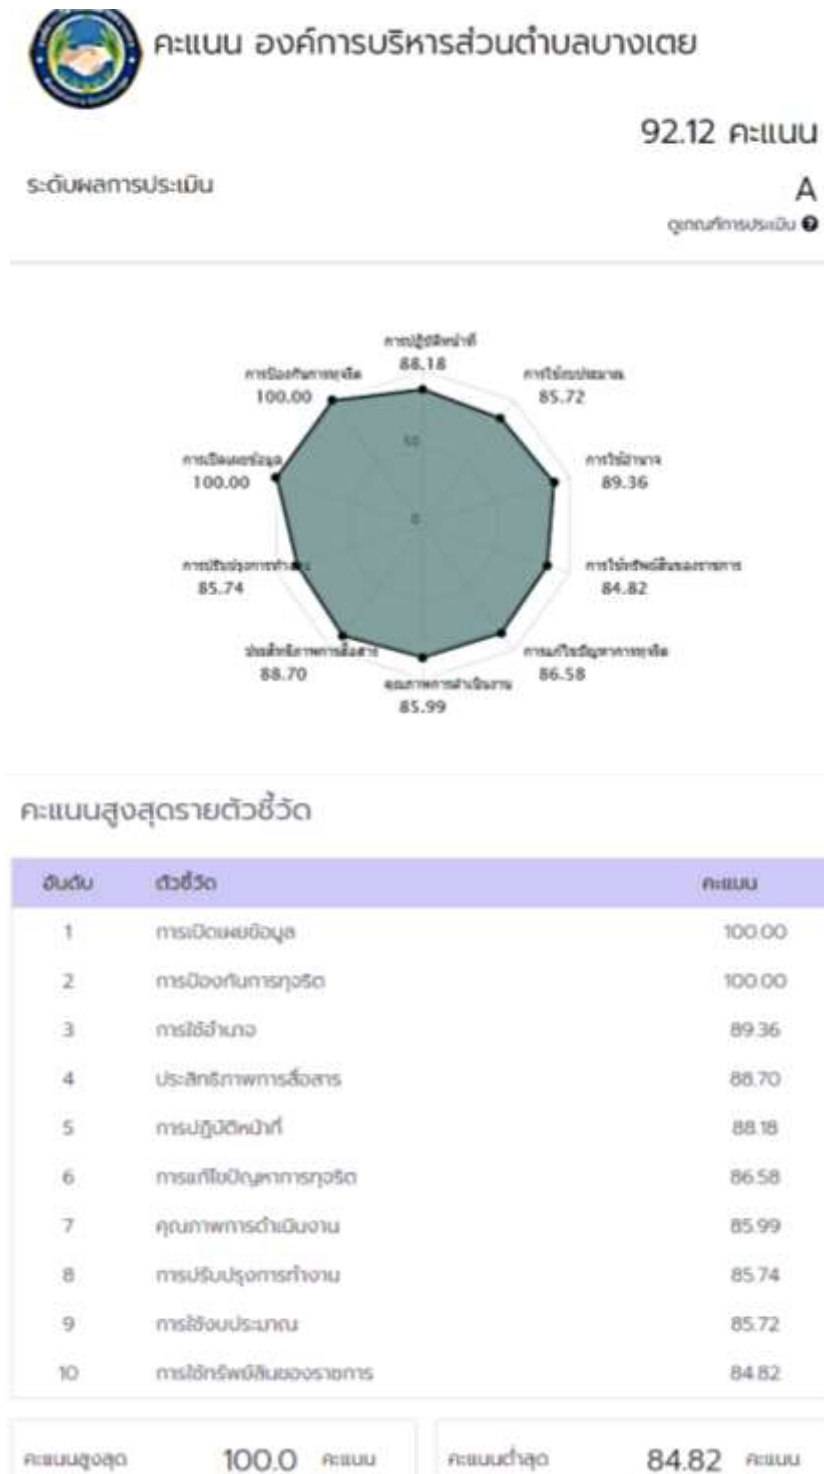 คะแนน องค์การบริหารส่วนตำบลบางเตย
92.12 คะแนน
ระดับผลการประเมิน
A
ดูเกณฑ์การประเมิน
การปฏิบัติหน้าที่
88.18
การป้องกันการทุจริต
100.00
การใช้งบประมาณ
85.72
50
การเปิดเผยข้อมูล
100.00
การใช้อำนาจ
89.36
0
การปรับปรุงการทำงาน
85.74
การใช้ทรัพย์สินของราชการ
84.82
ประสิทธิภาพการสื่อสาร
88.70
การแก้ไขปัญหาการทุจริต
86.58
คุณภาพการดำเนินงาน
85.99
คะแนนสูงสุดรายตัวชี้วัด
อันดับ ตัวชี้วัด คะแนน
1 การเปิดเผยข้อมูล 100.00
2 การป้องกันการทุจริต 100.00
3 การใช้อำนาจ 89.36
4 ประสิทธิภาพการสื่อสาร 88.70
5 การปฏิบัติหน้าที่ 88.18
6 การแก้ไขปัญหาการทุจริต 86.58
7 คุณภาพการดำเนินงาน 85.99
8 การปรับปรุงการทำงาน 85.74
9 การใช้งบประมาณ 85.72
10 การใช้ทรัพย์สินของราชการ 84.82
คะแนนสูงสุด 100.0 คะแนน
คะแนนต่ำสุด 84.82 คะแนน